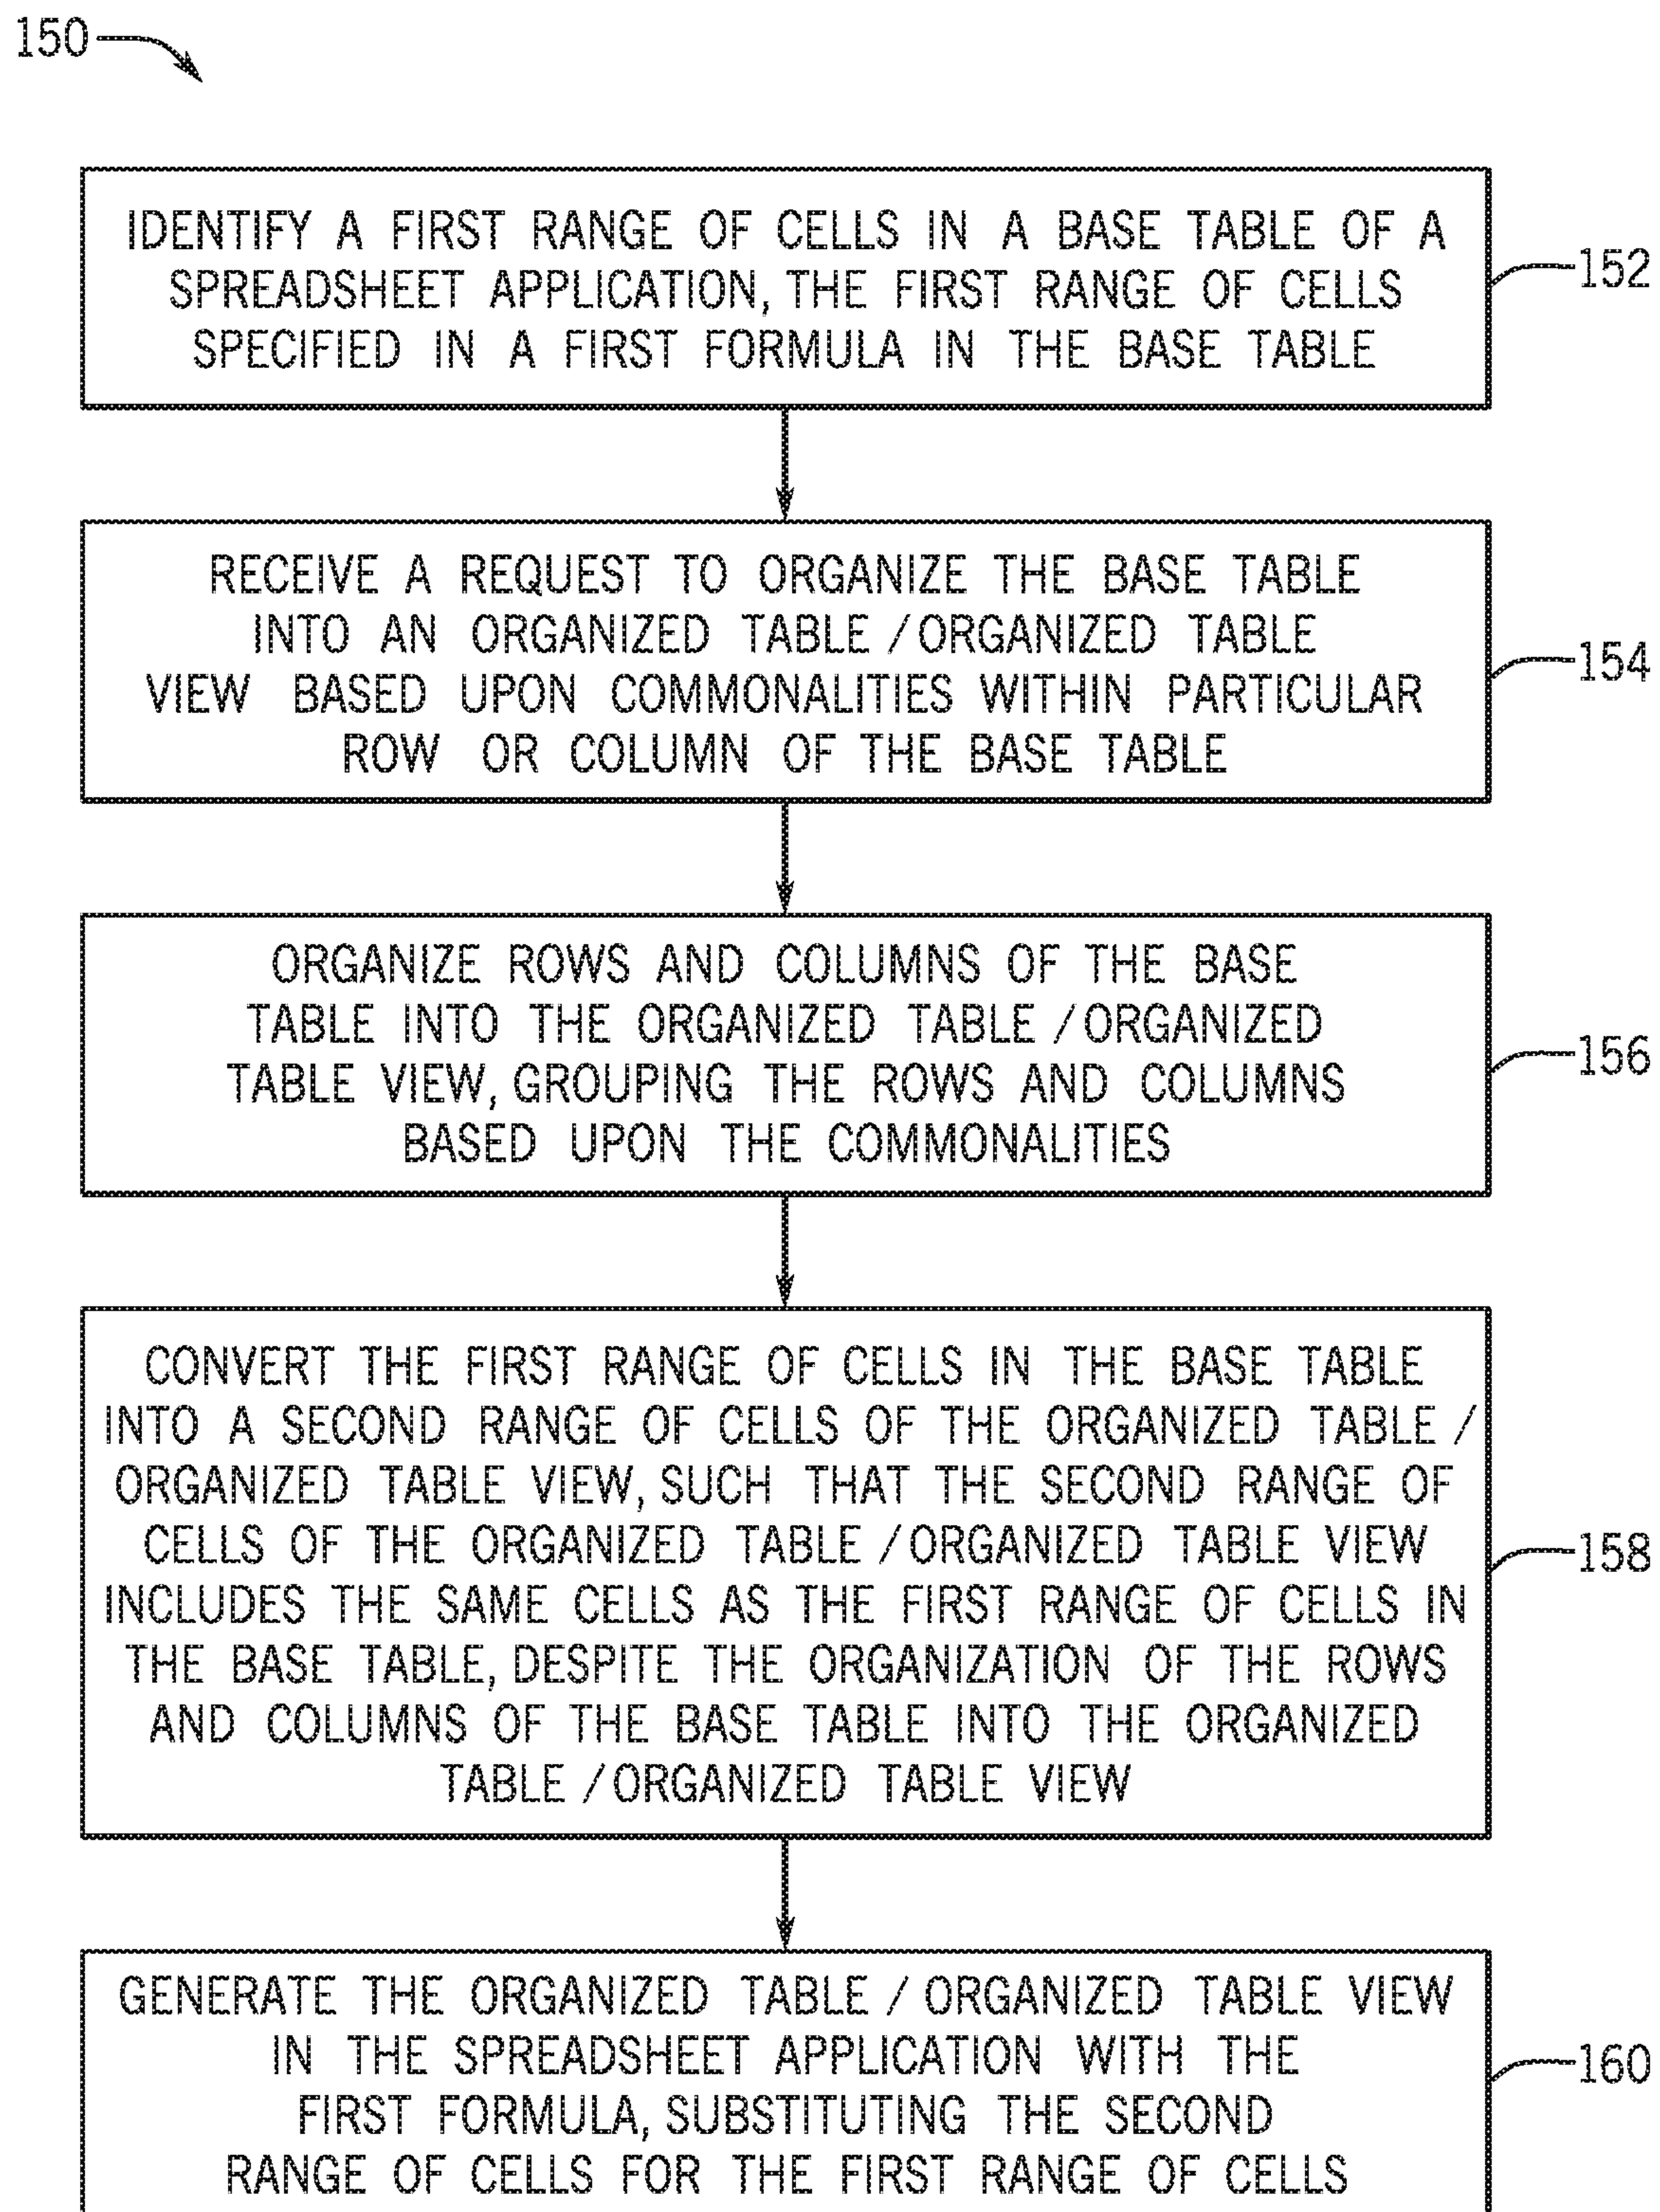 150
IDENTIFY A FIRST RANGE OF CELLS IN A BASE TABLE OF A
SPREADSHEET APPLICATION, THE FIRST RANGE OF CELLS
SPECIFIED IN A FIRST FORMULA IN THE BASE TABLE
152
RECEIVE A REQUEST TO ORGANIZE THE BASE TABLE
INTO AN ORGANIZED TABLE / ORGANIZED TABLE
VIEW BASED UPON COMMONALITIES WITHIN PARTICULAR
ROW OR COLUMN OF THE BASE TABLE
154
ORGANIZE ROWS AND COLUMNS OF THE BASE
TABLE INTO THE ORGANIZED TABLE / ORGANIZED
TABLE VIEW, GROUPING THE ROWS AND COLUMNS
BASED UPON THE COMMONALITIES
156
CONVERT THE FIRST RANGE OF CELLS IN THE BASE TABLE
INTO A SECOND RANGE OF CELLS OF THE ORGANIZED TABLE /
ORGANIZED TABLE VIEW, SUCH THAT THE SECOND RANGE OF
CELLS OF THE ORGANIZED TABLE / ORGANIZED TABLE VIEW
INCLUDES THE SAME CELLS AS THE FIRST RANGE OF CELLS IN
THE BASE TABLE, DESPITE THE ORGANIZATION OF THE ROWS
AND COLUMNS OF THE BASE TABLE INTO THE ORGANIZED
TABLE / ORGANIZED TABLE VIEW
158
GENERATE THE ORGANIZED TABLE / ORGANIZED TABLE VIEW
IN THE SPREADSHEET APPLICATION WITH THE
FIRST FORMULA, SUBSTITUTING THE SECOND
RANGE OF CELLS FOR THE FIRST RANGE OF CELLS
160